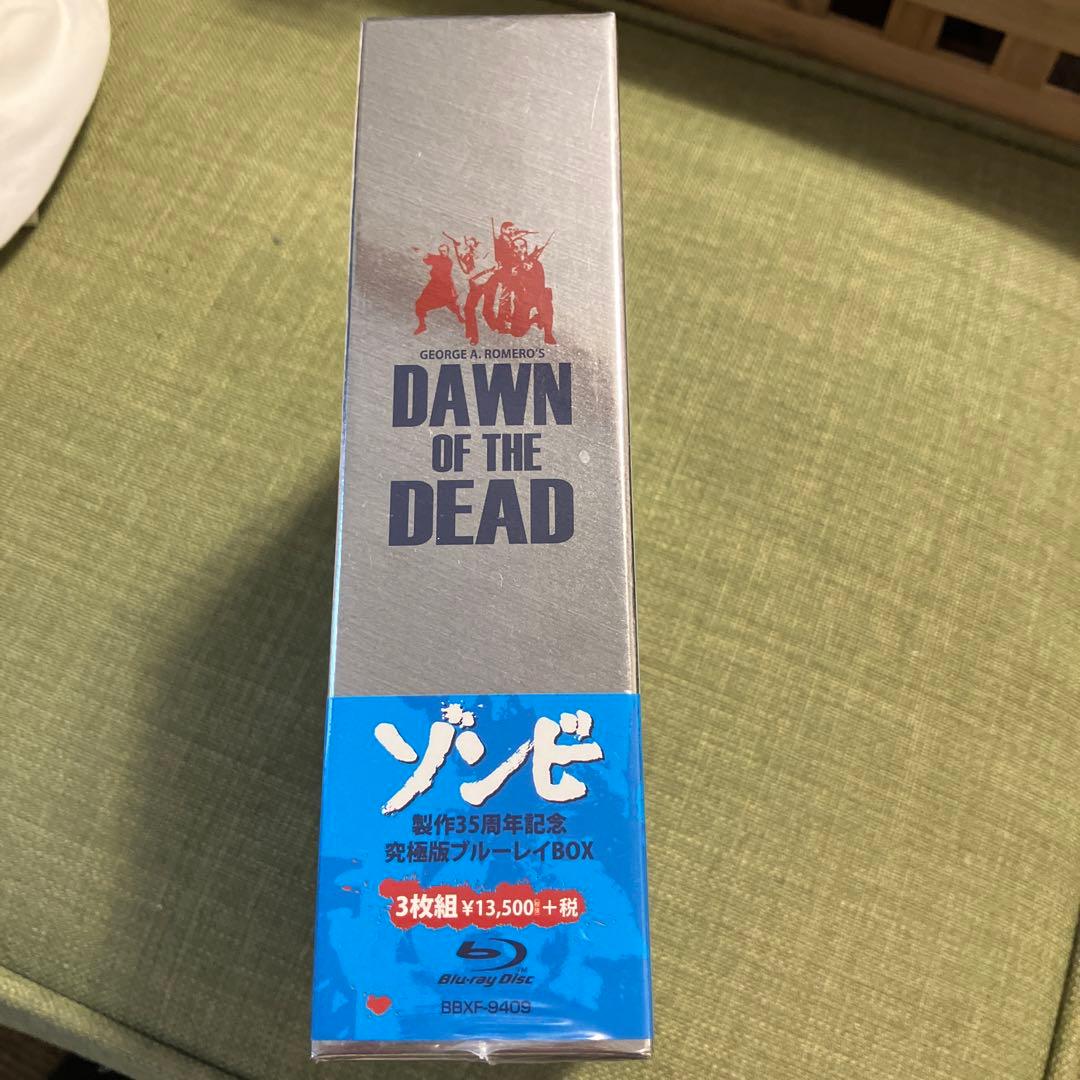 GEORGE A. ROMERO'S
DAWN
OF THE
DEAD
ゾンビ
製作35周年記念
究極版ブルーレイBOX
3枚組 ¥13,500 +税
Blu-ray Disc™
BBXF-9409